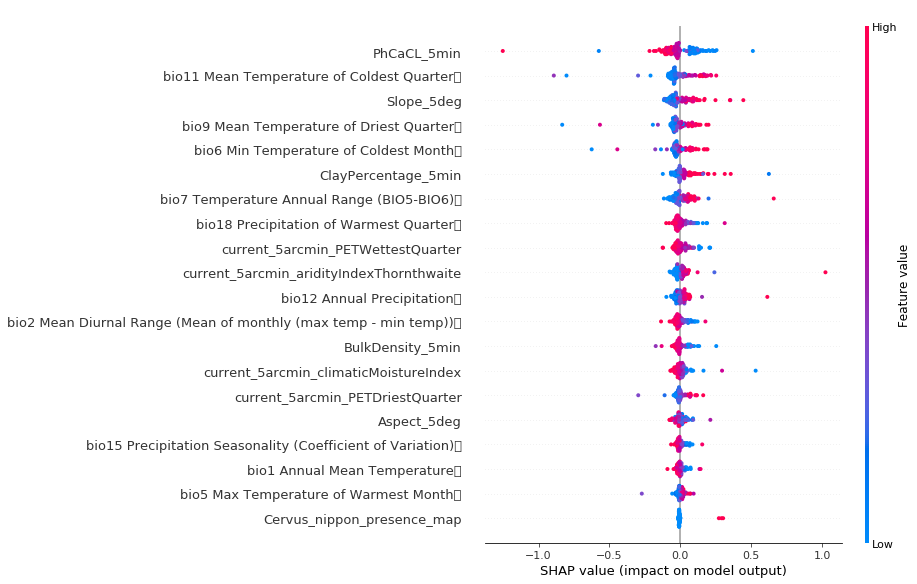 High
PhCaCL_5min
bio11 Mean Temperature of Coldest Quarter
Slope_5deg
bio9 Mean Temperature of Driest Quarter
bio6 Min Temperature of Coldest Month
ClayPercentage_5min
bio7 Temperature Annual Range (BIO5-BIO6)
bio18 Precipitation of Warmest Quarter
current_5arcmin_PETWettestQuarter
current_5arcmin_aridityIndexThornthwaite
bio12 Annual Precipitation
bio2 Mean Diurnal Range (Mean of monthly (max temp - min temp))
BulkDensity_5min
current_5arcmin_climaticMoistureIndex
current_5arcmin_PETDriestQuarter
Aspect_5deg
bio15 Precipitation Seasonality (Coefficient of Variation)
bio1 Annual Mean Temperature
bio5 Max Temperature of Warmest Month
Cervus_nippon_presence_map
Feature value
Low
−1.0 −0.5 0.0 0.5 1.0
SHAP value (impact on model output)